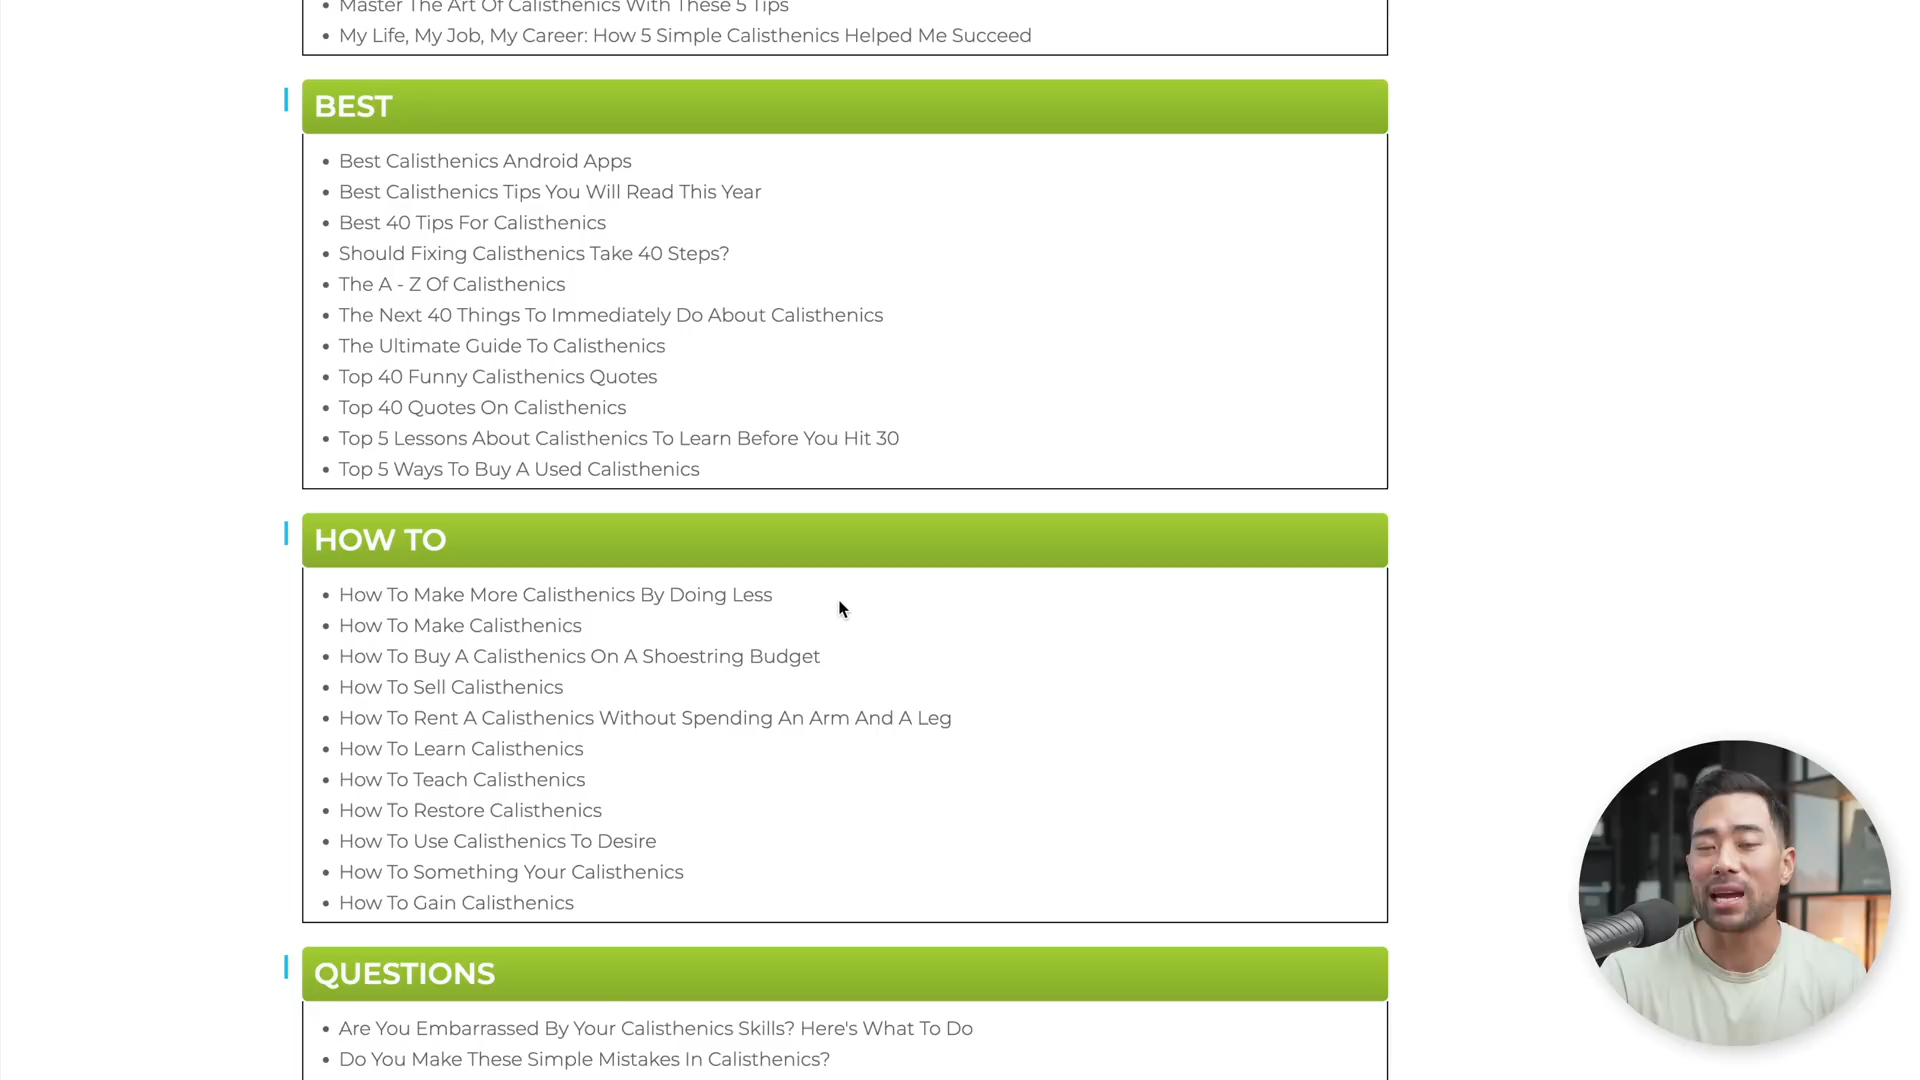 Master The Art Of Calisthenics With These 5 Tips
My Life, My Job, My Career: How 5 Simple Calisthenics Helped Me Succeed
BEST
Best Calisthenics Android Apps
Best Calisthenics Tips You Will Read This Year
Best 40 Tips For Calisthenics
Should Fixing Calisthenics Take 40 Steps?
The A - Z Of Calisthenics
The Next 40 Things To Immediately Do About Calisthenics
The Ultimate Guide To Calisthenics
Top 40 Funny Calisthenics Quotes
Top 40 Quotes On Calisthenics
Top 5 Lessons About Calisthenics To Learn Before You Hit 30
Top 5 Ways To Buy A Used Calisthenics
HOW TO
How To Make More Calisthenics By Doing Less
How To Make Calisthenics
How To Buy A Calisthenics On A Shoestring Budget
How To Sell Calisthenics
How To Rent A Calisthenics Without Spending An Arm And A Leg
How To Learn Calisthenics
How To Teach Calisthenics
How To Restore Calisthenics
How To Use Calisthenics To Desire
How To Something Your Calisthenics
How To Gain Calisthenics
QUESTIONS
Are You Embarrassed By Your Calisthenics Skills? Here's What To Do
Do You Make These Simple Mistakes In Calisthenics?